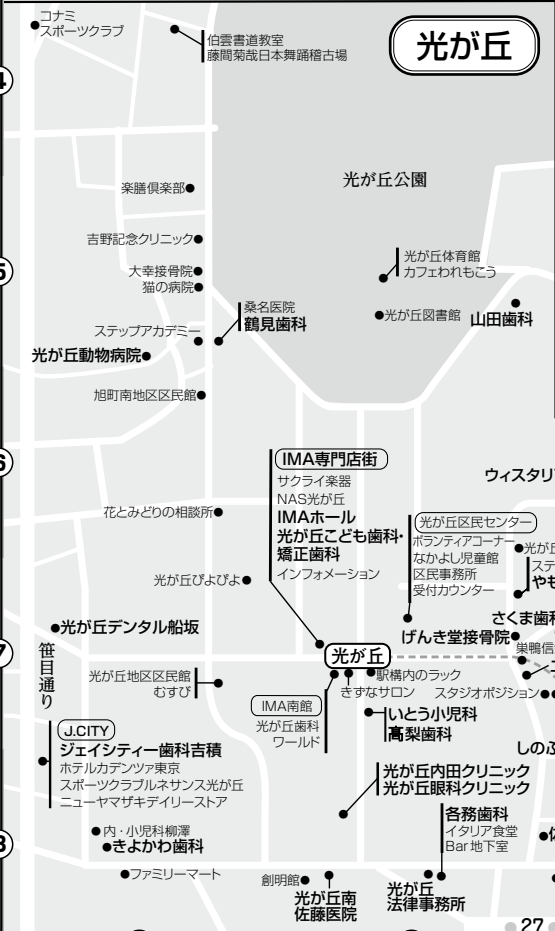 コナミ
スポーツクラブ
伯雲書道教室
藤間菊哉日本舞踊稽古場
光が丘
4
光が丘公園
楽膳倶楽部
吉野記念クリニック
光が丘体育館
カフェわれもこう
5
大幸接骨院
猫の病院
桑名医院
鶴見歯科
光が丘図書館
山田歯科
ステップアカデミー
光が丘動物病院
旭町南地区区民館
6
IMA専門店街
サクライ楽器
NAS光が丘
IMAホール
光が丘こども歯科・
矯正歯科
インフォメーション
ウィスタリ
花とみどりの相談所
光が丘区民センター
ボランティアコーナー
なかよし児童館
区民事務所
受付カウンター
光が丘ぴよぴよ
ステ
やも
さくま歯科
光が丘デンタル船坂
げんき堂接骨院
7
笹目通り
光が丘
巣鴨信
光が丘地区区民館
むすび
駅構内のラック
きずなサロン
スタジオポジション
IMA南館
光が丘歯科
ワールド
いとう小児科
髙梨歯科
J.CITY
ジェイシティー歯科吉積
ホテルカデンツァ東京
スポーツクラブルネサンス光が丘
ニューヤマザキデイリーストア
しのぶ
光が丘内田クリニック
光が丘眼科クリニック
各務歯科
イタリア食堂
Bar地下室
8
内・小児科柳澤
きよかわ歯科
ファミリーマート
創明館
光が丘南
佐藤医院
光が丘
法律事務所
27